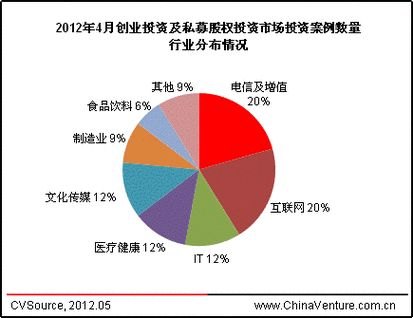 2012年4月创业投资及私募股权投资市场投资案例数量
行业分布情况
其他 9%
电信及增值
20%
食品饮料 6%
制造业 9%
文化传媒 12%
互联网 20%
医疗健康 12%
IT 12%
CVSource, 2012.05
www.ChinaVenture.com.cn